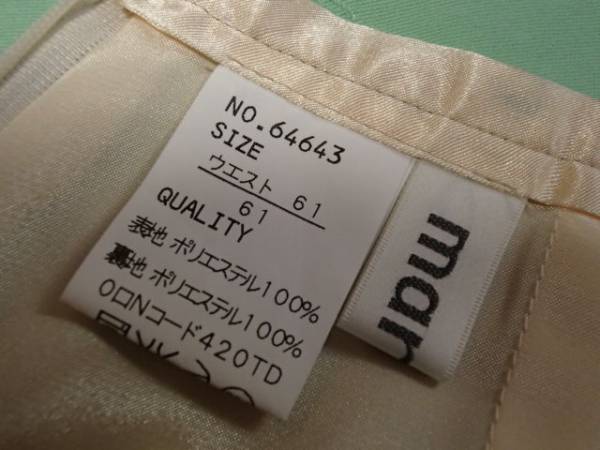 NO.64643
SIZE
ウエスト 61
61
QUALITY
表地 ポリエステル100%
裏地 ポリエステル100%
ОロNコード420TD
mar